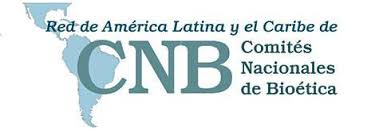 Red de América Latina y el Caribe de
CNB
Comités
Nacionales
de Bioética